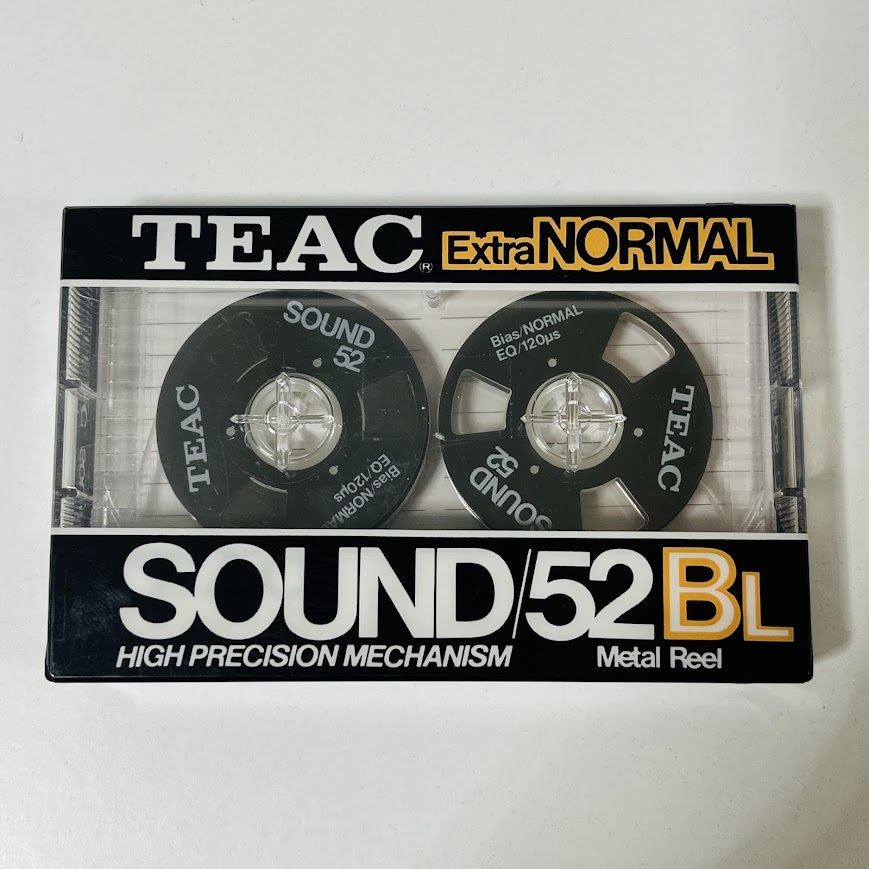 TEAC® ExtraNORMAL
SOUND
52
TEAC
Bias/NORMA
EQ/120µs
Bias/NORMAL
EQ/120µs
TEAC
SOUND
52
SOUND/52BL
HIGH PRECISION MECHANISM
Metal Reel